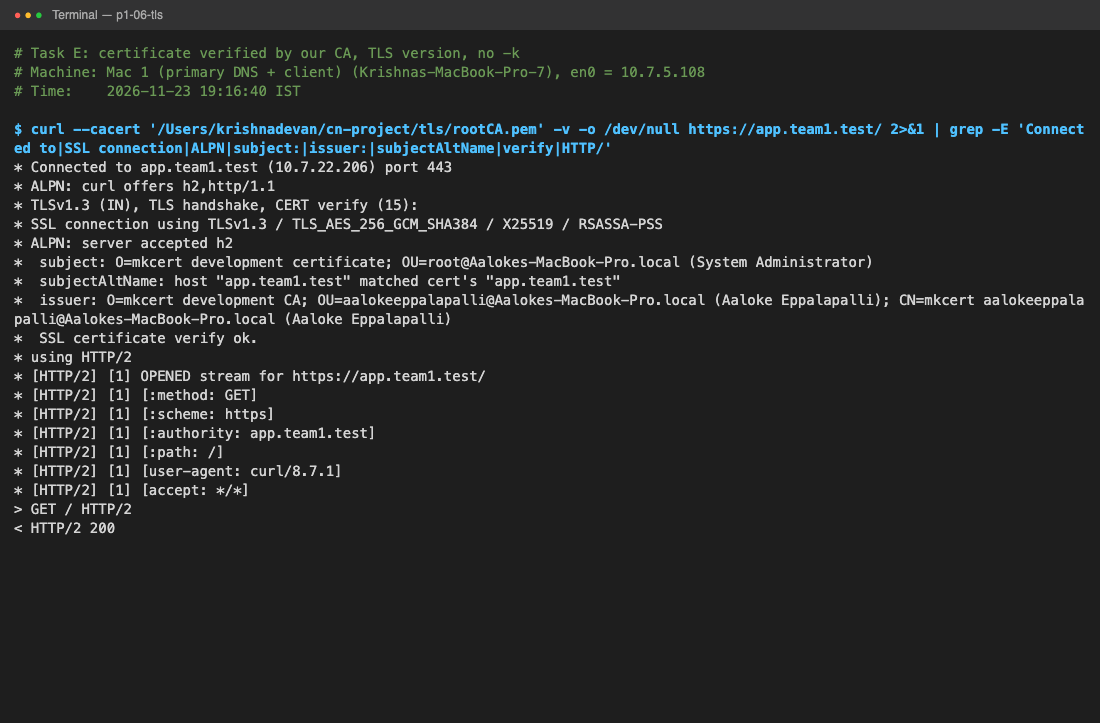 Terminal — p1-06-tls
# Task E: certificate verified by our CA, TLS version, no -k
# Machine: Mac 1 (primary DNS + client) (Krishnas-MacBook-Pro-7), en0 = 10.7.5.108
# Time:    2026-11-23 19:16:40 IST
$ curl --cacert '/Users/krishnadevan/cn-project/tls/rootCA.pem' -v -o /dev/null https://app.team1.test/ 2>&1 | grep -E 'Connect
ed to|SSL connection|ALPN|subject:|issuer:|subjectAltName|verify|HTTP/'
* Connected to app.team1.test (10.7.22.206) port 443
* ALPN: curl offers h2,http/1.1
* TLSv1.3 (IN), TLS handshake, CERT verify (15):
* SSL connection using TLSv1.3 / TLS_AES_256_GCM_SHA384 / X25519 / RSASSA-PSS
* ALPN: server accepted h2
*  subject: O=mkcert development certificate; OU=root@Aalokes-MacBook-Pro.local (System Administrator)
*  subjectAltName: host "app.team1.test" matched cert's "app.team1.test"
*  issuer: O=mkcert development CA; OU=aalokeeppalapalli@Aalokes-MacBook-Pro.local (Aaloke Eppalapalli); CN=mkcert aalokeeppala
palli@Aalokes-MacBook-Pro.local (Aaloke Eppalapalli)
*  SSL certificate verify ok.
* using HTTP/2
* [HTTP/2] [1] OPENED stream for https://app.team1.test/
* [HTTP/2] [1] [:method: GET]
* [HTTP/2] [1] [:scheme: https]
* [HTTP/2] [1] [:authority: app.team1.test]
* [HTTP/2] [1] [:path: /]
* [HTTP/2] [1] [user-agent: curl/8.7.1]
* [HTTP/2] [1] [accept: */*]
> GET / HTTP/2
< HTTP/2 200